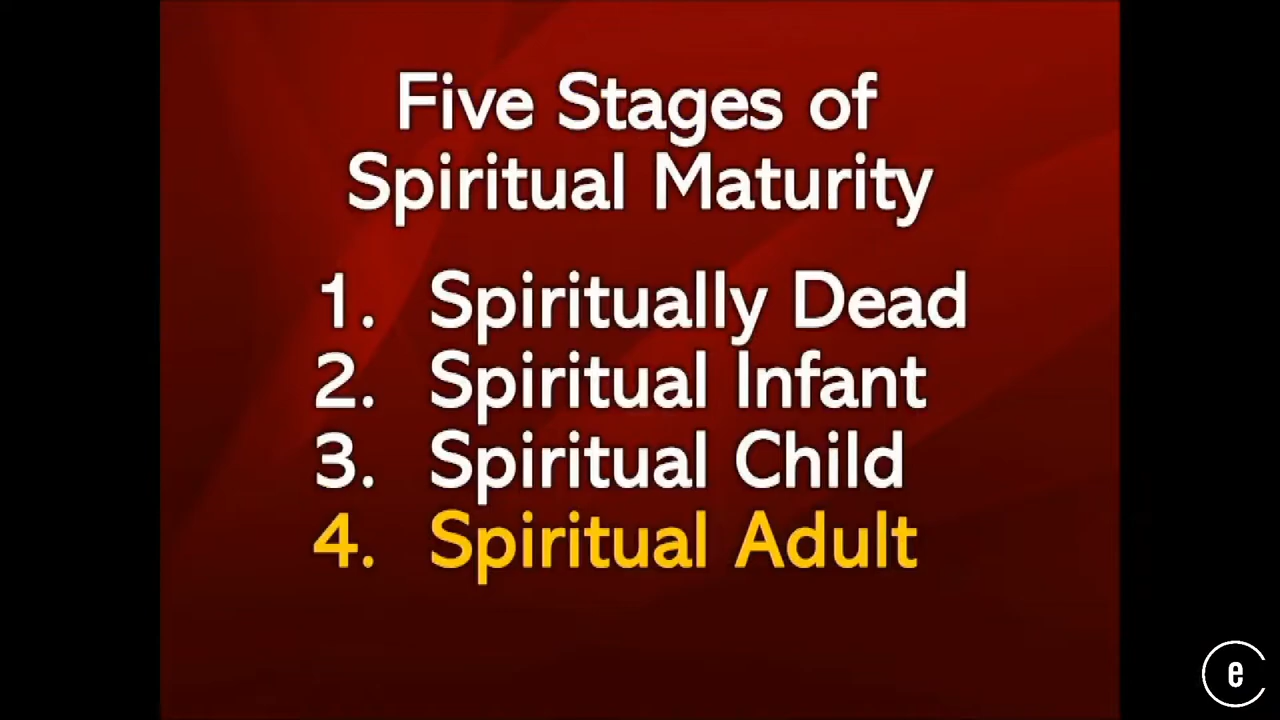 Five Stages of
Spiritual Maturity
1. Spiritually Dead
2. Spiritual Infant
3. Spiritual Child
4. Spiritual Adult
e